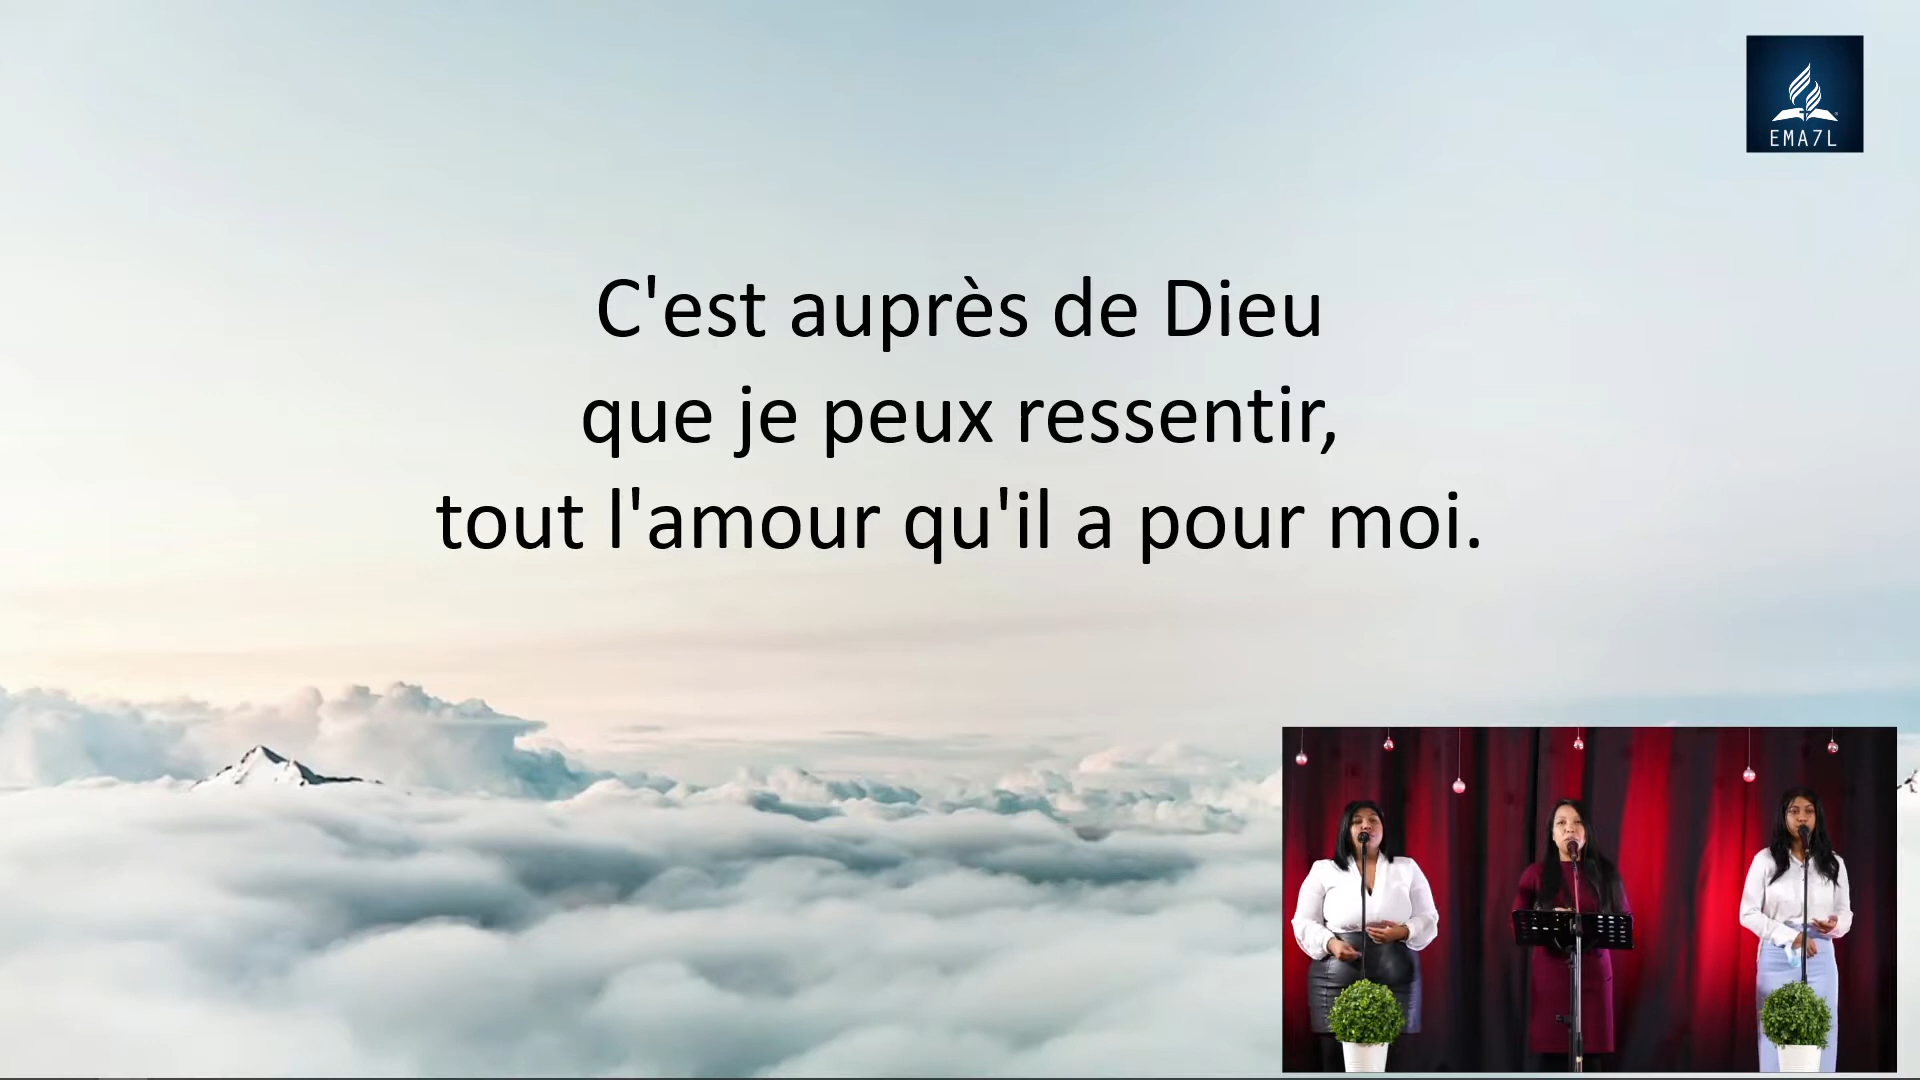 EMA7L
C'est auprès de Dieu
que je peux ressentir,
tout l'amour qu'il a pour moi.